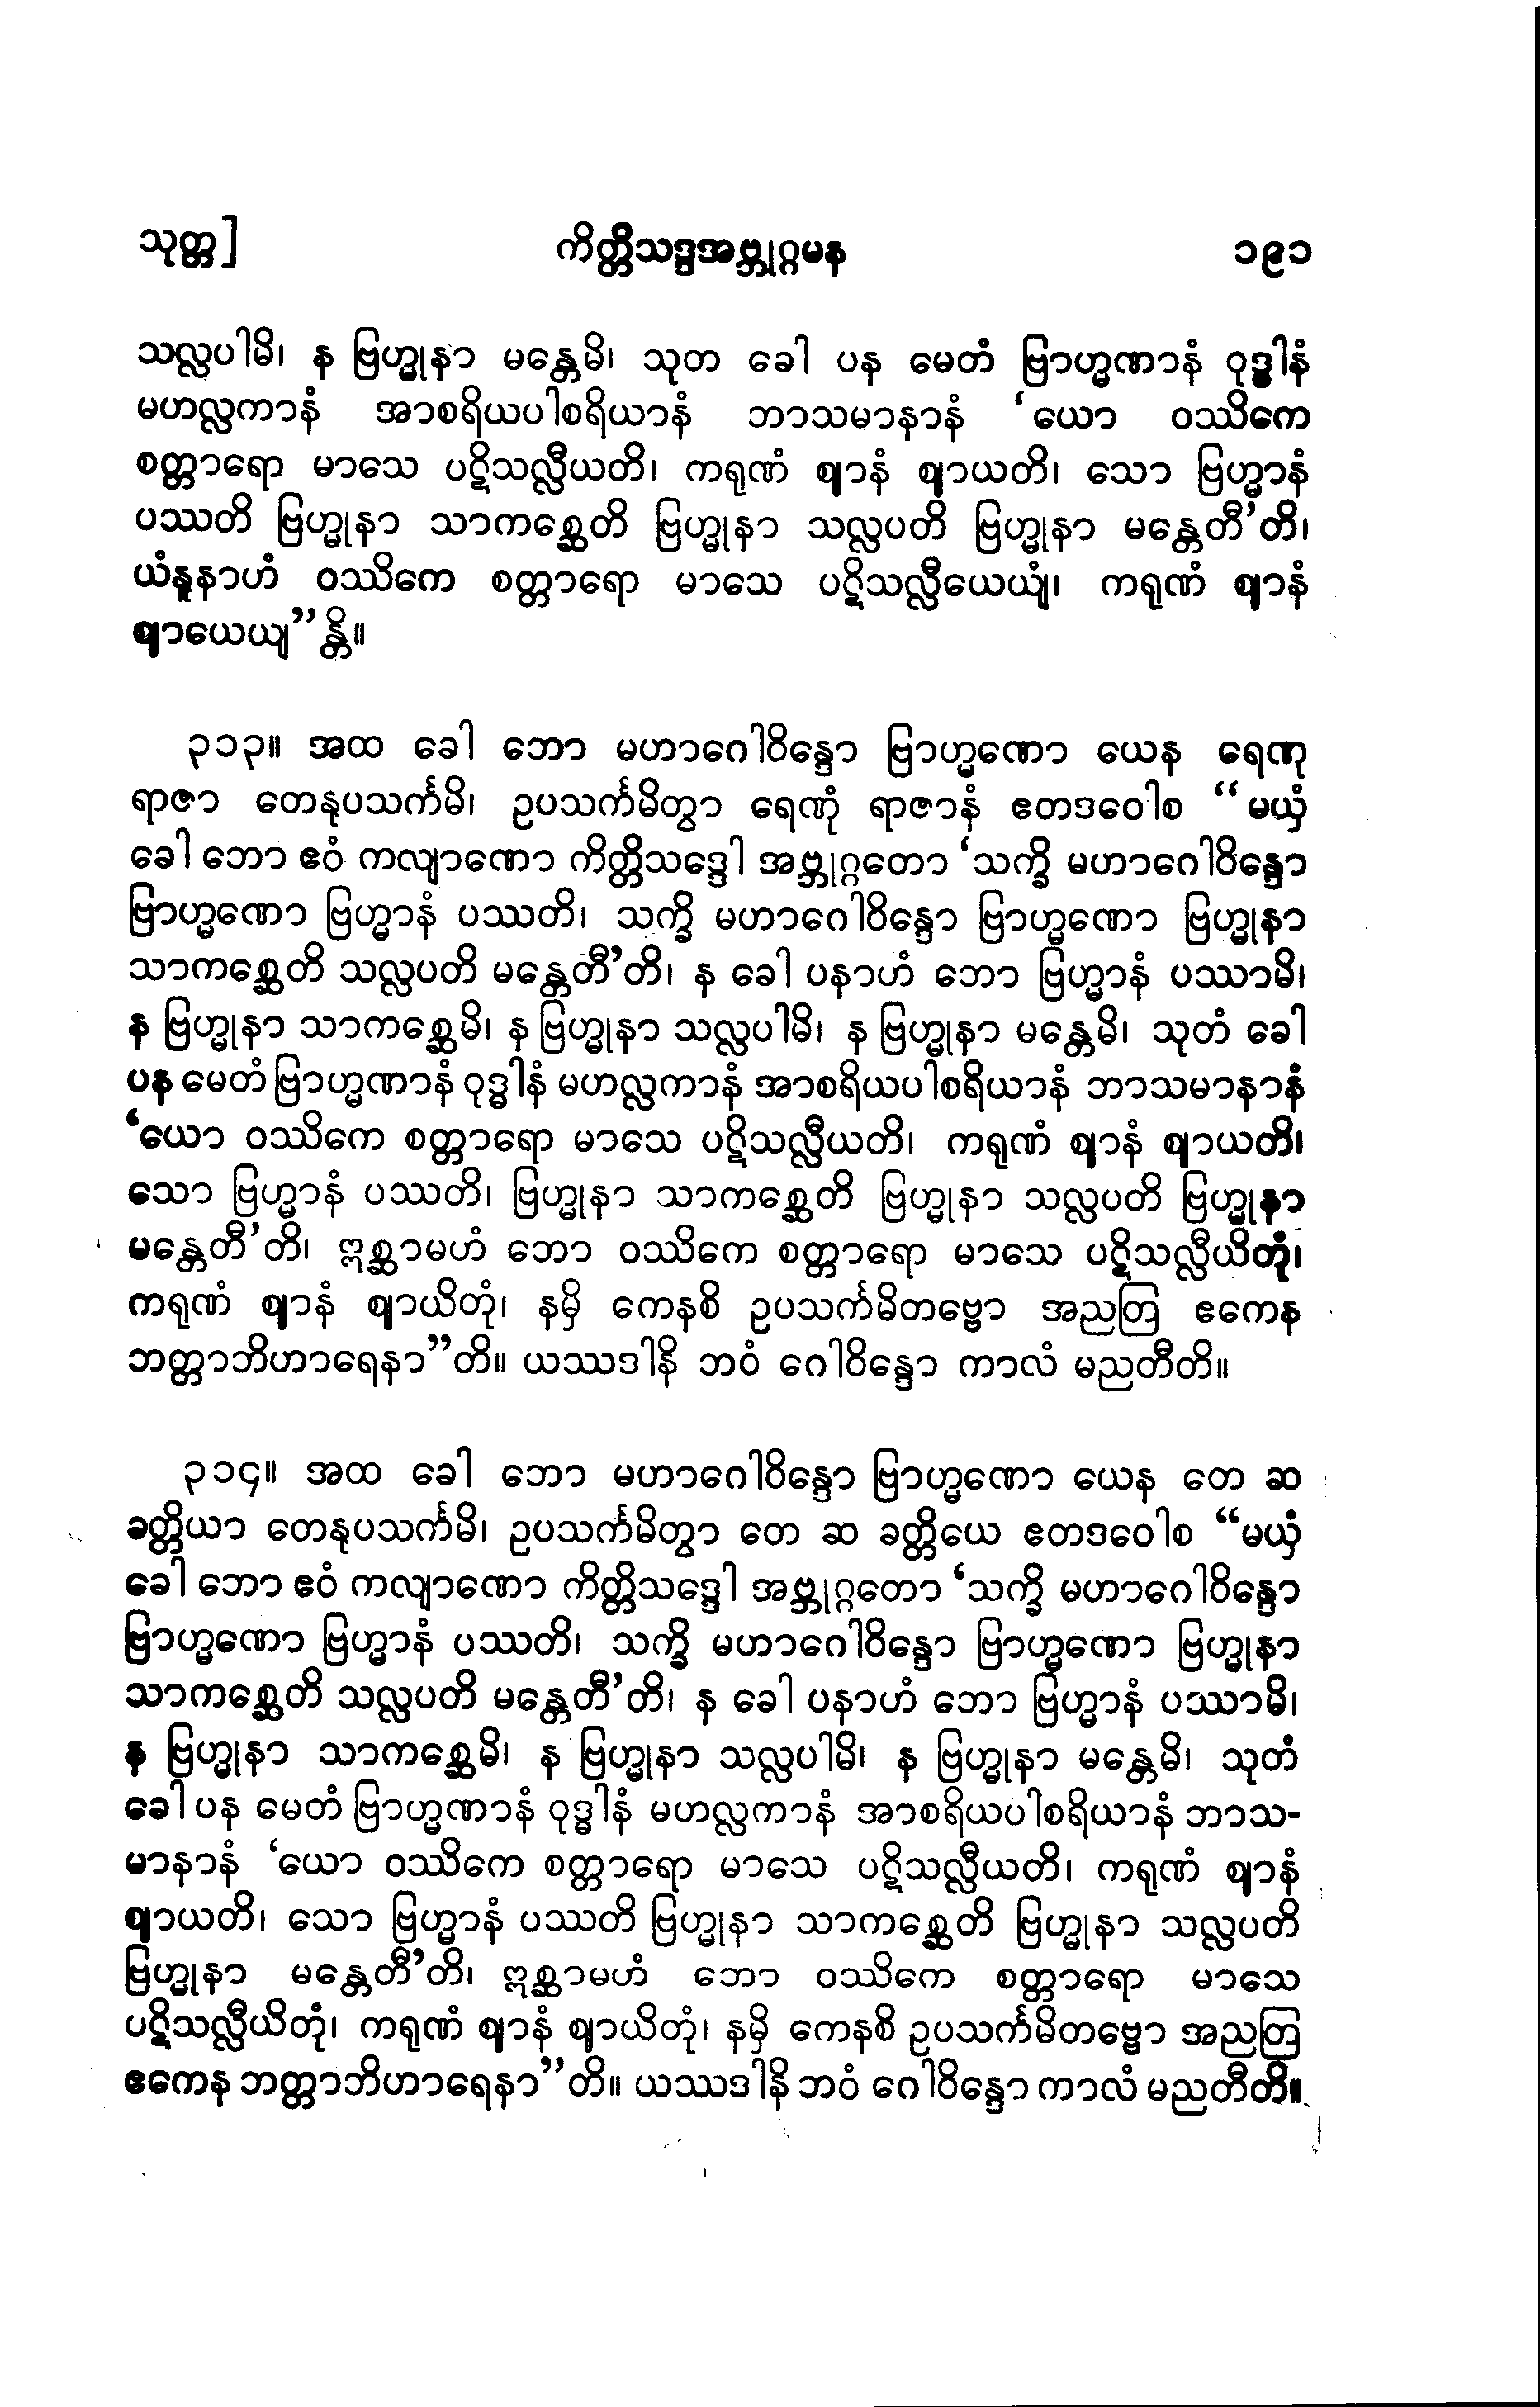 သုတ္တ]
ကိတ္တိသဒ္ဒအဗ္ဘုဂ္ဂမန
၁၉၁
သလ္လပါမိ၊ န ဗြဟ္မုနာ မန္တေမိ၊ သုတ ခေါ ပန မေတံ ဗြာဟ္မဏာနံ ဝုဒ္ဓါနံ
မဟလ္လကာနံ အာစရိယပါစရိယာနံ ဘာသမာနာနံ ‘ယော ဝဿိကေ
စတ္တာရော မာသေ ပဋိသလ္လီယတိ၊ ကရုဏံ ဈာနံ ဈာယတိ၊ သော ဗြဟ္မာနံ
ပဿတိ ဗြဟ္မုနာ သာကစ္ဆေတိ ဗြဟ္မုနာ သလ္လပတိ ဗြဟ္မုနာ မန္တေတီ’တိ၊
ယံနူနာဟံ ဝဿိကေ စတ္တာရော မာသေ ပဋိသလ္လီယေယျံ၊ ကရုဏံ ဈာနံ
ဈာယေယျ”န္တိ။
၃၁၃။ အထ ခေါ ဘော မဟာဂေါဝိန္ဒော ဗြာဟ္မဏော ယေန ရေဏု
ရာဇာ တေနုပသင်္ကမိ၊ ဥပသင်္ကမိတွာ ရေဏုံ ရာဇာနံ ဧတဒဝေါစ “မယှံ
ခေါ ဘော ဧဝံ ကလျာဏော ကိတ္တိသဒ္ဒေါ အဗ္ဘုဂ္ဂတော ‘သက္ခိ မဟာဂေါဝိန္ဒော
ဗြာဟ္မဏော ဗြဟ္မာနံ ပဿတိ၊ သက္ခိ မဟာဂေါဝိန္ဒော ဗြာဟ္မဏော ဗြဟ္မုနာ
သာကစ္ဆေတိ သလ္လပတိ မန္တေတီ’တိ၊ န ခေါ ပနာဟံ ဘော ဗြဟ္မာနံ ပဿာမိ၊
န ဗြဟ္မုနာ သာကစ္ဆေမိ၊ န ဗြဟ္မုနာ သလ္လပါမိ၊ န ဗြဟ္မုနာ မန္တေမိ၊ သုတံ ခေါ
ပန မေတံ ဗြာဟ္မဏာနံ ဝုဒ္ဓါနံ မဟလ္လကာနံ အာစရိယပါစရိယာနံ ဘာသမာနာနံ
‘ယော ဝဿိကေ စတ္တာရော မာသေ ပဋိသလ္လီယတိ၊ ကရုဏံ ဈာနံ ဈာယတိ၊
သော ဗြဟ္မာနံ ပဿတိ၊ ဗြဟ္မုနာ သာကစ္ဆေတိ ဗြဟ္မုနာ သလ္လပတိ ဗြဟ္မုနာ
မန္တေတီ’တိ၊ ဣစ္ဆာမဟံ ဘော ဝဿိကေ စတ္တာရော မာသေ ပဋိသလ္လီယိတုံ၊
ကရုဏံ ဈာနံ ဈာယိတုံ၊ နမှိ ကေနစိ ဥပသင်္ကမိတဗ္ဗော အညတြ ဧကေန
ဘတ္တာဘိဟာရေနာ”တိ။ ယဿဒါနိ ဘဝံ ဂေါဝိန္ဒော ကာလံ မညတီတိ။
၃၁၄။ အထ ခေါ ဘော မဟာဂေါဝိန္ဒော ဗြာဟ္မဏော ယေန တေ ဆ
ခတ္တိယာ တေနုပသင်္ကမိ၊ ဥပသင်္ကမိတွာ တေ ဆ ခတ္တိယေ ဧတဒဝေါစ “မယှံ
ခေါ ဘော ဧဝံ ကလျာဏော ကိတ္တိသဒ္ဒေါ အဗ္ဘုဂ္ဂတော ‘သက္ခိ မဟာဂေါဝိန္ဒော
ဗြာဟ္မဏော ဗြဟ္မာနံ ပဿတိ၊ သက္ခိ မဟာဂေါဝိန္ဒော ဗြာဟ္မဏော ဗြဟ္မုနာ
သာကစ္ဆေတိ သလ္လပတိ မန္တေတီ’တိ၊ န ခေါ ပနာဟံ ဘော ဗြဟ္မာနံ ပဿာမိ၊
န ဗြဟ္မုနာ သာကစ္ဆေမိ၊ န ဗြဟ္မုနာ သလ္လပါမိ၊ န ဗြဟ္မုနာ မန္တေမိ၊ သုတံ
ခေါ ပန မေတံ ဗြာဟ္မဏာနံ ဝုဒ္ဓါနံ မဟလ္လကာနံ အာစရိယပါစရိယာနံ ဘာသ-
မာနာနံ ‘ယော ဝဿိကေ စတ္တာရော မာသေ ပဋိသလ္လီယတိ၊ ကရုဏံ ဈာနံ
ဈာယတိ၊ သော ဗြဟ္မာနံ ပဿတိ ဗြဟ္မုနာ သာကစ္ဆေတိ ဗြဟ္မုနာ သလ္လပတိ
ဗြဟ္မုနာ မန္တေတီ’တိ၊ ဣစ္ဆာမဟံ ဘော ဝဿိကေ စတ္တာရော မာသေ
ပဋိသလ္လီယိတုံ၊ ကရုဏံ ဈာနံ ဈာယိတုံ၊ နမှိ ကေနစိ ဥပသင်္ကမိတဗ္ဗော အညတြ
ဧကေန ဘတ္တာဘိဟာရေနာ”တိ။ ယဿဒါနိ ဘဝံ ဂေါဝိန္ဒော ကာလံ မညတီတိ။